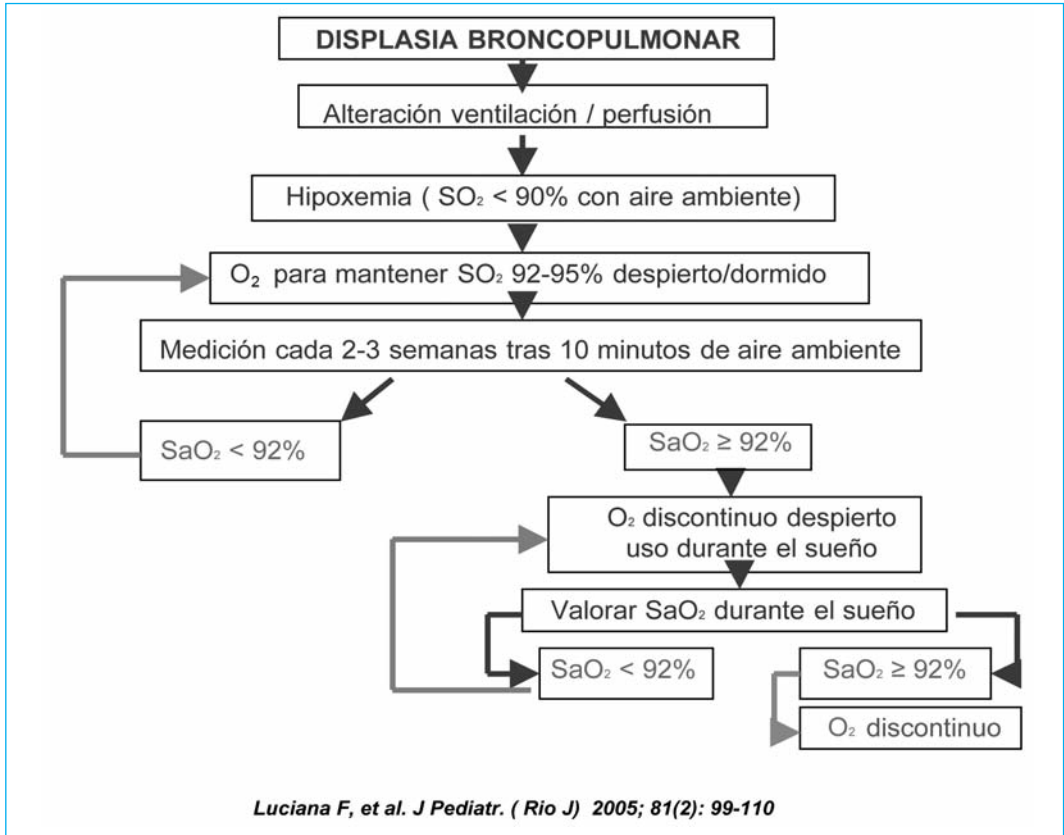 DISPLASIA BRONCOPULMONAR
Alteración ventilación / perfusión
Hipoxemia ( SO₂ < 90% con aire ambiente)
O₂ para mantener SO₂ 92-95% despierto/dormido
Medición cada 2-3 semanas tras 10 minutos de aire ambiente
SaO₂ < 92%
SaO₂ ≥ 92%
O₂ discontinuo despierto
uso durante el sueño
Valorar SaO₂ durante el sueño
SaO₂ < 92%
SaO₂ ≥ 92%
O₂ discontinuo
Luciana F, et al. J Pediatr. ( Rio J) 2005; 81(2): 99-110